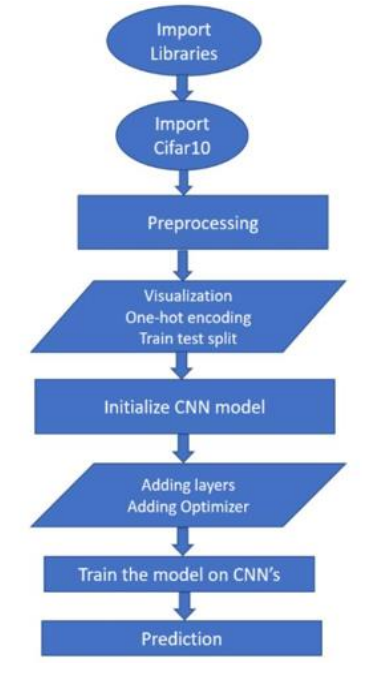 Import
Libraries
Import
Cifar10
Preprocessing
Visualization
One-hot encoding
Train test split
Initialize CNN model
Adding layers
Adding Optimizer
Train the model on CNN's
Prediction